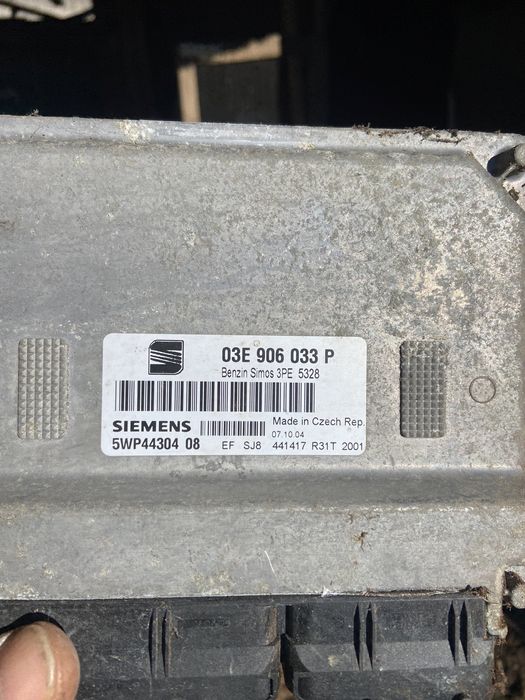 03E 906 033 P
Benzin Simos 3PE 5328
SIEMENS
Made in Czech Rep.
07.10.04
5WP44304 08 EF SJ8 441417 R31T 2001